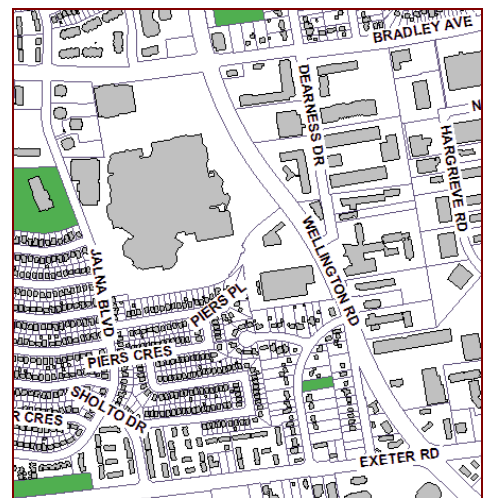 BRADLEY AVE
DEARNESS DR
N
HARGRIEVE RD
WELLINGTON RD
JALNA BLVD
PIERS PL
PIERS CRES
SHOLTO DR
R CRES
EXETER RD